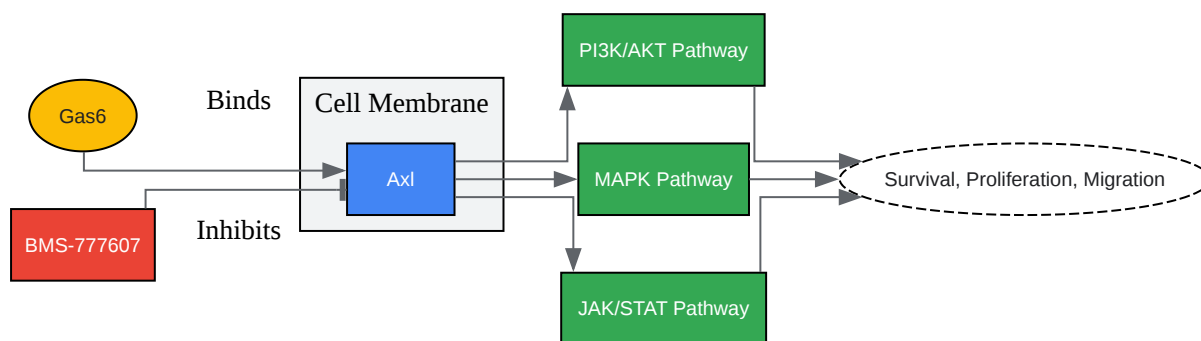 PI3K/AKT Pathway
Binds
Cell Membrane
Gas6
Axl
MAPK Pathway
Survival, Proliferation, Migration
Inhibits
BMS-777607
JAK/STAT Pathway